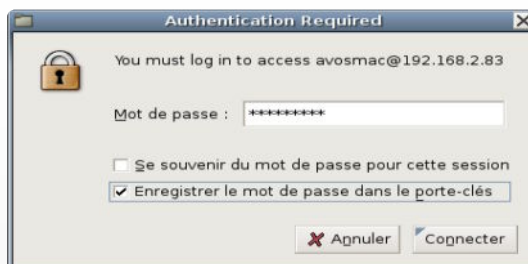 Authentication Required
You must log in to access avosmac@192.168.2.83
Mot de passe : *********
Se souvenir du mot de passe pour cette session
Enregistrer le mot de passe dans le porte-clés
Annuler Connecter